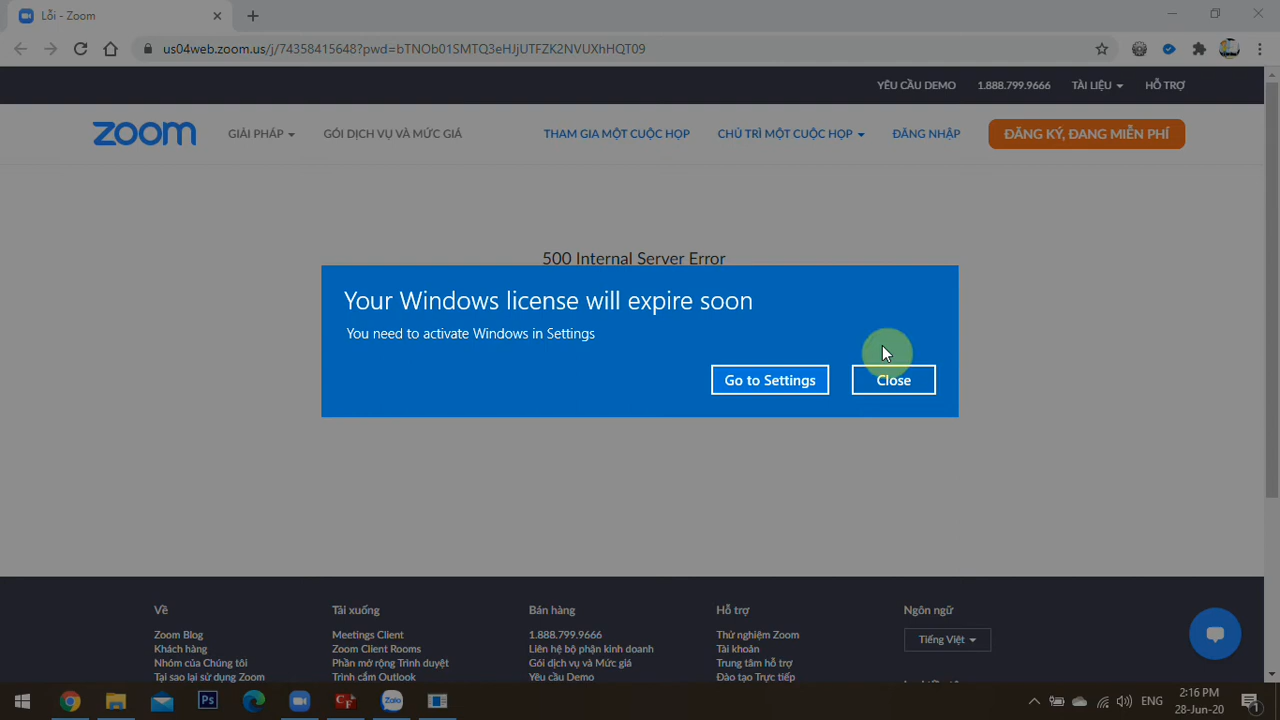 Lỗi - Zoom
us04web.zoom.us/j/74358415648?pwd=bTNOb01SMTQ3eHJjUTFZK2NVUXhHQT09
YÊU CẦU DEMO 1.888.799.9666 TÀI LIỆU HỖ TRỢ
zoom GIẢI PHÁP GÓI DỊCH VỤ VÀ MỨC GIÁ THAM GIA MỘT CUỘC HỌP CHỦ TRÌ MỘT CUỘC HỌP ĐĂNG NHẬP ĐĂNG KÝ, ĐANG MIỄN PHÍ
500 Internal Server Error
Your Windows license will expire soon
You need to activate Windows in Settings
Go to Settings Close
Về Tải xuống Bán hàng Hỗ trợ Ngôn ngữ
Zoom Blog Meetings Client 1.888.799.9666 Thử nghiệm Zoom Tiếng Việt
Khách hàng Zoom Client Rooms Liên hệ bộ phận kinh doanh Tài khoản
Nhóm của Chúng tôi Phần mở rộng Trình duyệt Gói dịch vụ và Mức giá Trung tâm hỗ trợ
Tại sao lại sử dụng Zoom Trình cắm Outlook Yêu cầu Demo Đào tạo Trực tiếp
Ps CF Zalo ENG 2:16 PM
28-Jun-20 1